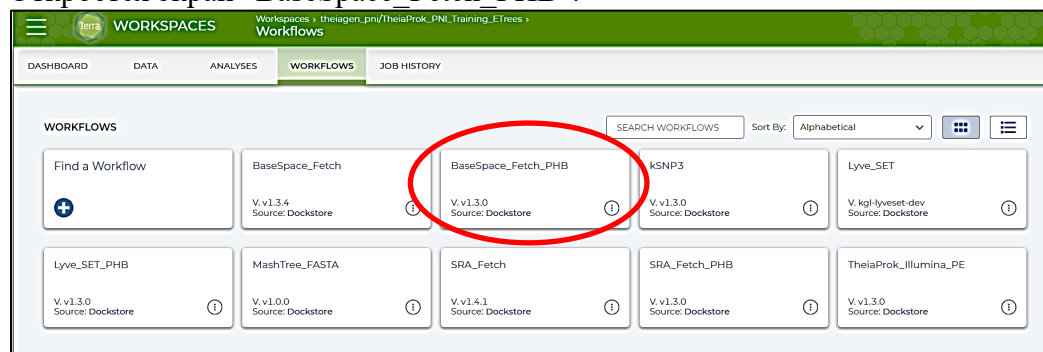 "BaseSpace_Fetch_PHB".
Terra WORKSPACES
Workspaces › theiagen_pni/TheiaProk_PNI_Training_ETrees ›
Workflows
DASHBOARD DATA ANALYSES WORKFLOWS JOB HISTORY
WORKFLOWS
SEARCH WORKFLOWS Sort By: Alphabetical
Find a Workflow
BaseSpace_Fetch
V. v1.3.4
Source: Dockstore
BaseSpace_Fetch_PHB
V. v1.3.0
Source: Dockstore
kSNP3
V. v1.3.0
Source: Dockstore
Lyve_SET
V. kgl-lyveset-dev
Source: Dockstore
Lyve_SET_PHB
V. v1.3.0
Source: Dockstore
MashTree_FASTA
V. v1.0.0
Source: Dockstore
SRA_Fetch
V. v1.4.1
Source: Dockstore
SRA_Fetch_PHB
V. v1.3.0
Source: Dockstore
TheiaProk_Illumina_PE
V. v1.3.0
Source: Dockstore